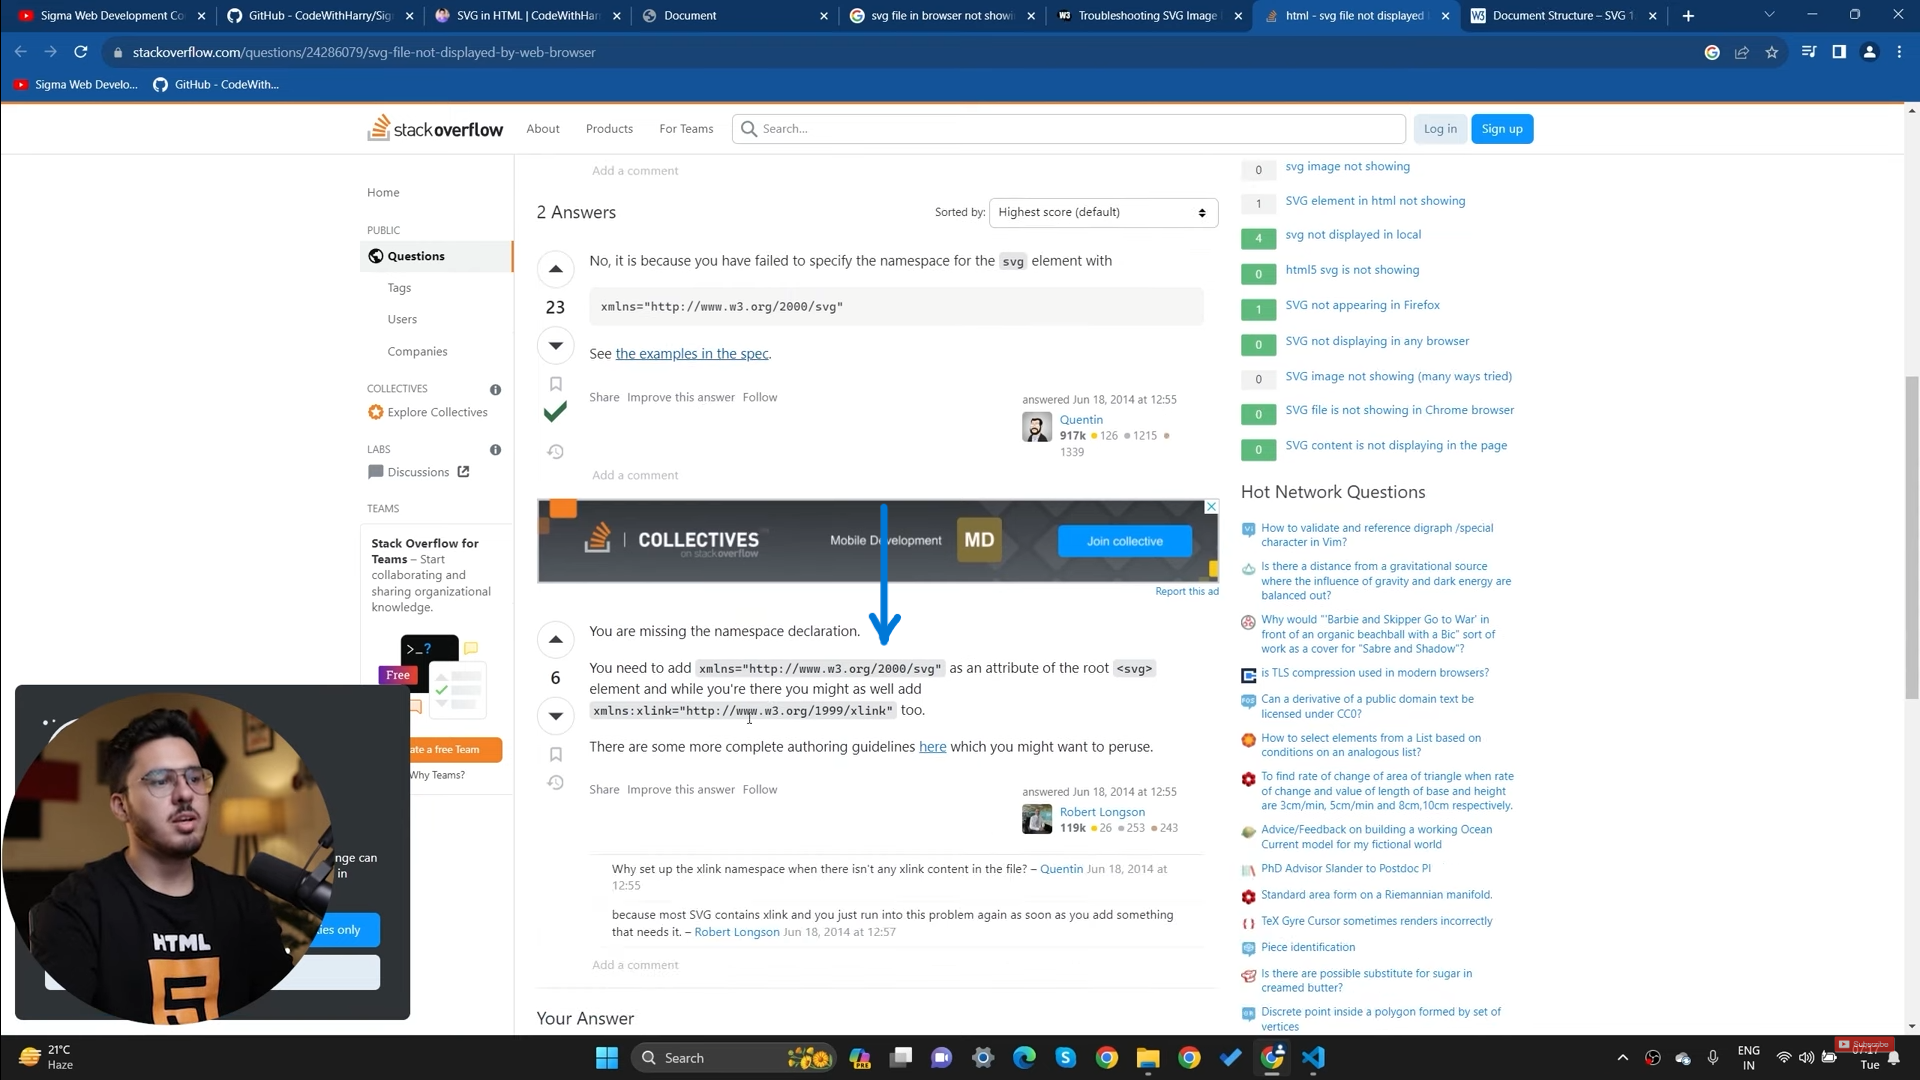 Sigma Web Development Co
GitHub - CodeWithHarry/Sig
SVG in HTML | CodeWithHarr
Document
svg file in browser not showi
Troubleshooting SVG Image
html - svg file not displayed
Document Structure – SVG 1
stackoverflow.com/questions/24286079/svg-file-not-displayed-by-web-browser
Sigma Web Develo...
GitHub - CodeWith...
stackoverflow
About
Products
For Teams
Search...
Log in
Sign up
Home
PUBLIC
Questions
Tags
Users
Companies
COLLECTIVES
Explore Collectives
LABS
Discussions
TEAMS
Stack Overflow for
Teams – Start
collaborating and
sharing organizational
knowledge.
>_?
Free
ate a free Team
Why Teams?
Add a comment
2 Answers
Sorted by:
Highest score (default)
No, it is because you have failed to specify the namespace for the svg element with
23
xmlns="http://www.w3.org/2000/svg"
See the examples in the spec.
Share Improve this answer Follow
answered Jun 18, 2014 at 12:55
Quentin
917k 126 1215
1339
Add a comment
COLLECTIVES
on stackoverflow
Mobile Development
MD
Join collective
Report this ad
You are missing the namespace declaration.
6
You need to add xmlns="http://www.w3.org/2000/svg" as an attribute of the root <svg>
element and while you're there you might as well add
xmlns:xlink="http://www.w3.org/1999/xlink" too.
There are some more complete authoring guidelines here which you might want to peruse.
Share Improve this answer Follow
answered Jun 18, 2014 at 12:55
Robert Longson
119k 26 253 243
Why set up the xlink namespace when there isn't any xlink content in the file? – Quentin Jun 18, 2014 at
12:55
because most SVG contains xlink and you just run into this problem again as soon as you add something
that needs it. – Robert Longson Jun 18, 2014 at 12:57
Add a comment
Your Answer
0 svg image not showing
1 SVG element in html not showing
4 svg not displayed in local
0 html5 svg is not showing
1 SVG not appearing in Firefox
0 SVG not displaying in any browser
0 SVG image not showing (many ways tried)
0 SVG file is not showing in Chrome browser
0 SVG content is not displaying in the page
Hot Network Questions
How to validate and reference digraph /special
character in Vim?
Is there a distance from a gravitational source
where the influence of gravity and dark energy are
balanced out?
Why would "'Barbie and Skipper Go to War' in
front of an organic beachball with a Bic" sort of
work as a cover for "Sabre and Shadow"?
is TLS compression used in modern browsers?
Can a derivative of a public domain text be
licensed under CC0?
How to select elements from a List based on
conditions on an analogous list?
To find rate of change of area of triangle when rate
of change and value of length of base and height
are 3cm/min, 5cm/min and 8cm,10cm respectively.
Advice/Feedback on building a working Ocean
Current model for my fictional world
PhD Advisor Slander to Postdoc PI
Standard area form on a Riemannian manifold.
TeX Gyre Cursor sometimes renders incorrectly
Piece identification
Is there are possible substitute for sugar in
creamed butter?
Discrete point inside a polygon formed by set of
vertices
nge can
in
ies only
HTML
5
21°C
Haze
Search
PRE
ENG
IN
Subscribe
07:17
Tue